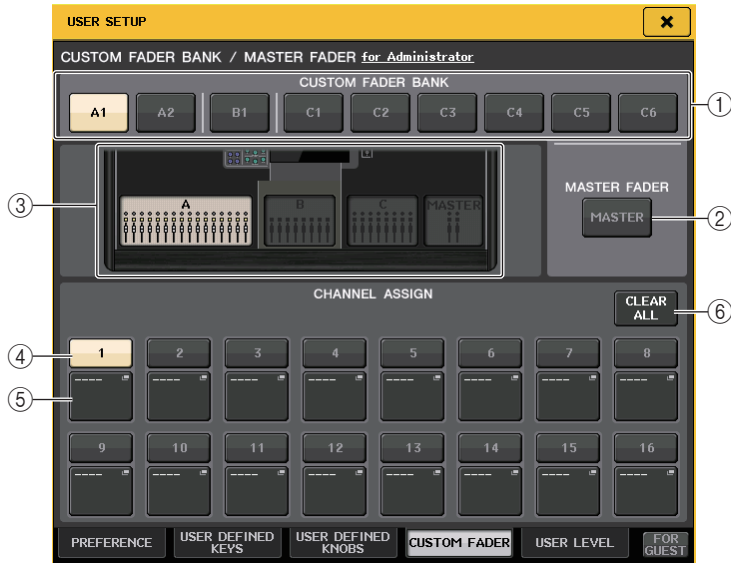 USER SETUP
CUSTOM FADER BANK / MASTER FADER for Administrator
CUSTOM FADER BANK
A1 A2 B1 C1 C2 C3 C4 C5 C6
1
A B C MASTER
3
MASTER FADER
MASTER
2
CHANNEL ASSIGN
CLEAR
ALL
6
4
1 2 3 4 5 6 7 8
5
---- ---- ---- ---- ---- ---- ---- ----
9 10 11 12 13 14 15 16
---- ---- ---- ---- ---- ---- ---- ----
PREFERENCE
USER DEFINED
KEYS
USER DEFINED
KNOBS
CUSTOM FADER
USER LEVEL
FOR
GUEST